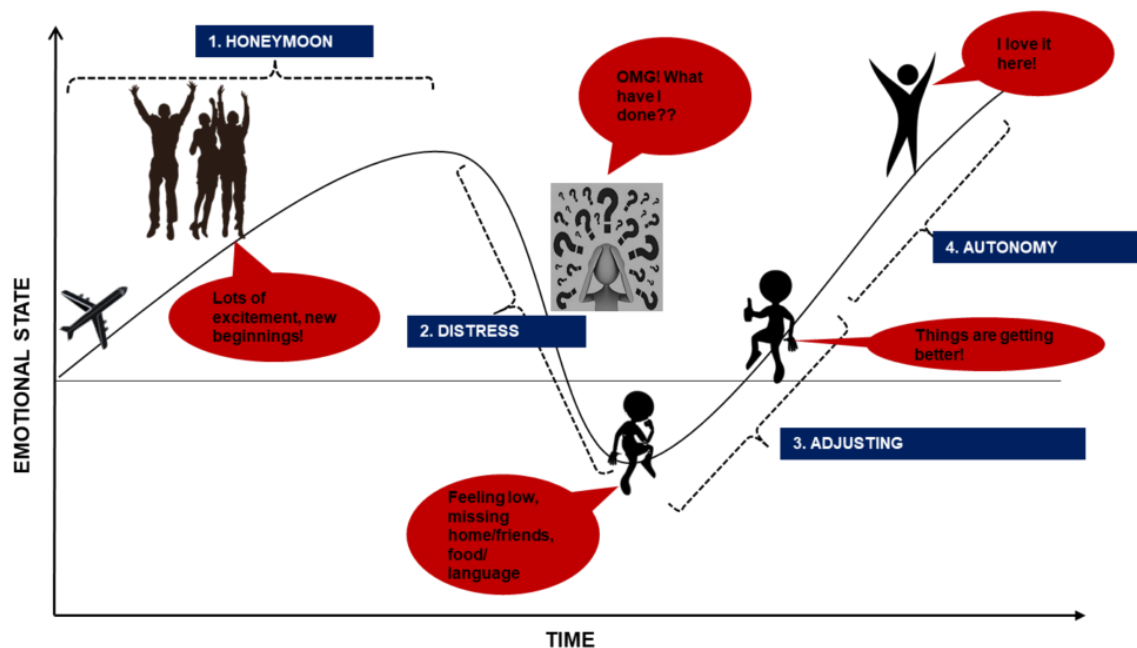 1. HONEYMOON
I love it
here!
OMG! What
have I
done??
Lots of
excitement, new
beginnings!
2. DISTRESS
4. AUTONOMY
Things are getting
better!
3. ADJUSTING
Feeling low,
missing
home/friends,
food/
language
EMOTIONAL STATE
TIME